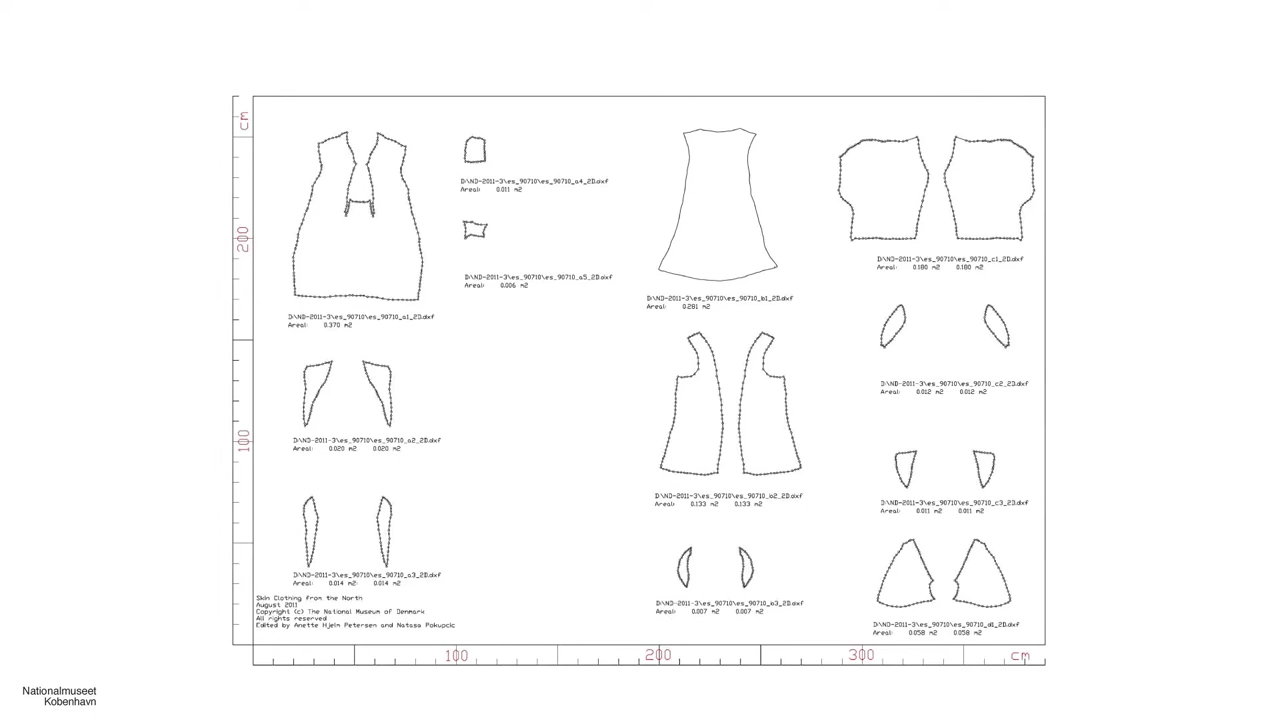 cm
D:\ND-2011-3\es_90710\es_90710_a4_2D.dxf
Areal: 0.011 m2
D:\ND-2011-3\es_90710\es_90710_a5_2D.dxf
Areal: 0.006 m2
200
D:\ND-2011-3\es_90710\es_90710_c1_2D.dxf
Areal: 0.180 m2 0.180 m2
D:\ND-2011-3\es_90710\es_90710_b1_2D.dxf
Areal: 0.281 m2
D:\ND-2011-3\es_90710\es_90710_a1_2D.dxf
Areal: 0.370 m2
D:\ND-2011-3\es_90710\es_90710_c2_2D.dxf
Areal: 0.012 m2 0.012 m2
100
D:\ND-2011-3\es_90710\es_90710_a2_2D.dxf
Areal: 0.020 m2 0.020 m2
D:\ND-2011-3\es_90710\es_90710_b2_2D.dxf
Areal: 0.133 m2 0.133 m2
D:\ND-2011-3\es_90710\es_90710_c3_2D.dxf
Areal: 0.011 m2 0.011 m2
D:\ND-2011-3\es_90710\es_90710_a3_2D.dxf
Areal: 0.014 m2 0.014 m2
D:\ND-2011-3\es_90710\es_90710_b3_2D.dxf
Areal: 0.007 m2 0.007 m2
D:\ND-2011-3\es_90710\es_90710_d1_2D.dxf
Areal: 0.058 m2 0.058 m2
Skin Clothing from the North
August 2011
Copyright (c) The National Museum of Denmark
All rights reserved
Edited by Anette Hjelm Petersen and Natasa Pokupcic
100 200 300 cm
Nationalmuseet
Kobenhavn